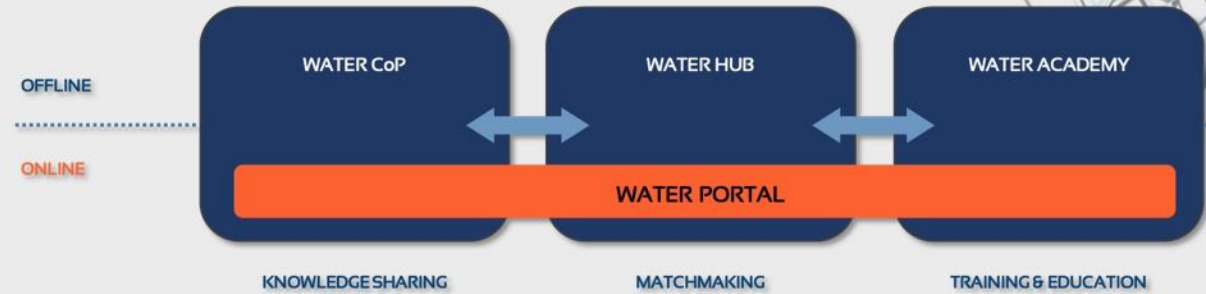 WATER CoP
WATER HUB
WATER ACADEMY
OFFLINE
ONLINE
WATER PORTAL
KNOWLEDGE SHARING
MATCHMAKING
TRAINING & EDUCATION